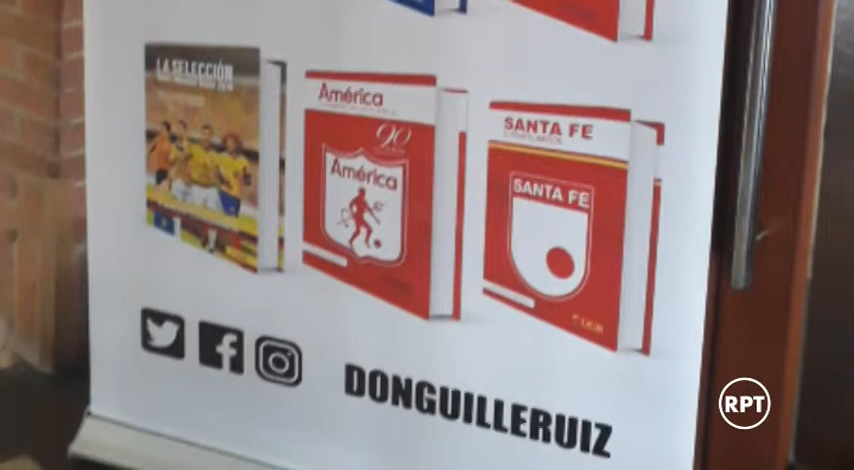 LA SELECCIÓN
América
90
América
SANTA FE
SANTA FE
DONGUILLERUIZ
RPT